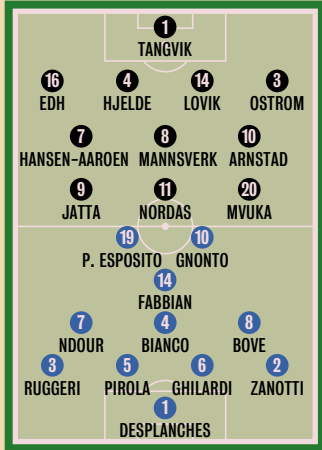 1
TANGVIK
16 4 14 3
EDH HJELDE LOVIK OSTROM
7 8 10
HANSEN-AAROEN MANNSVERK ARNSTAD
9 11 20
JATTA NORDAS MVUKA
19 10
P. ESPOSITO GNONTO
14
FABBIAN
7 4 8
NDOUR BIANCO BOVE
3 5 6 2
RUGGERI PIROLA GHILARDI ZANOTTI
1
DESPLANCHES